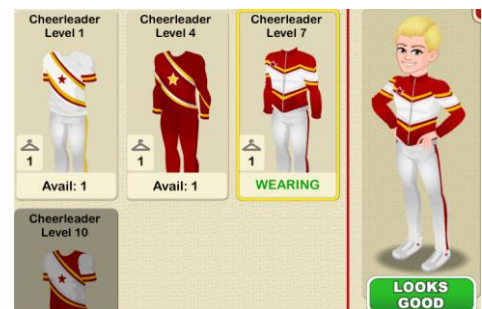 Cheerleader
Level 1
1
Avail: 1
Cheerleader
Level 4
1
Avail: 1
Cheerleader
Level 7
1
WEARING
Cheerleader
Level 10
LOOKS
GOOD